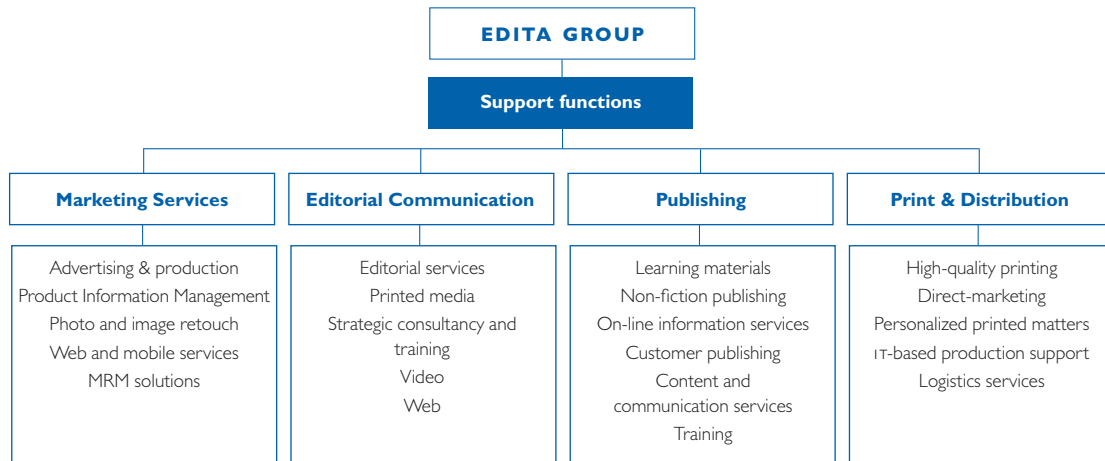 EDITA GROUP
Support functions
Marketing Services
Advertising & production
Product Information Management
Photo and image retouch
Web and mobile services
MRM solutions
Editorial Communication
Editorial services
Printed media
Strategic consultancy and
training
Video
Web
Publishing
Learning materials
Non-fiction publishing
On-line information services
Customer publishing
Content and
communication services
Training
Print & Distribution
High-quality printing
Direct-marketing
Personalized printed matters
IT-based production support
Logistics services